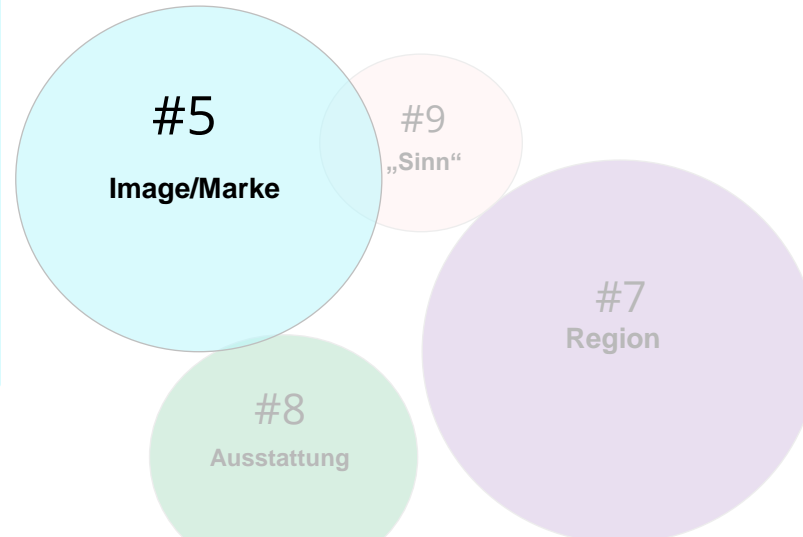 #5
Image/Marke
#9
„Sinn“
#7
Region
#8
Ausstattung